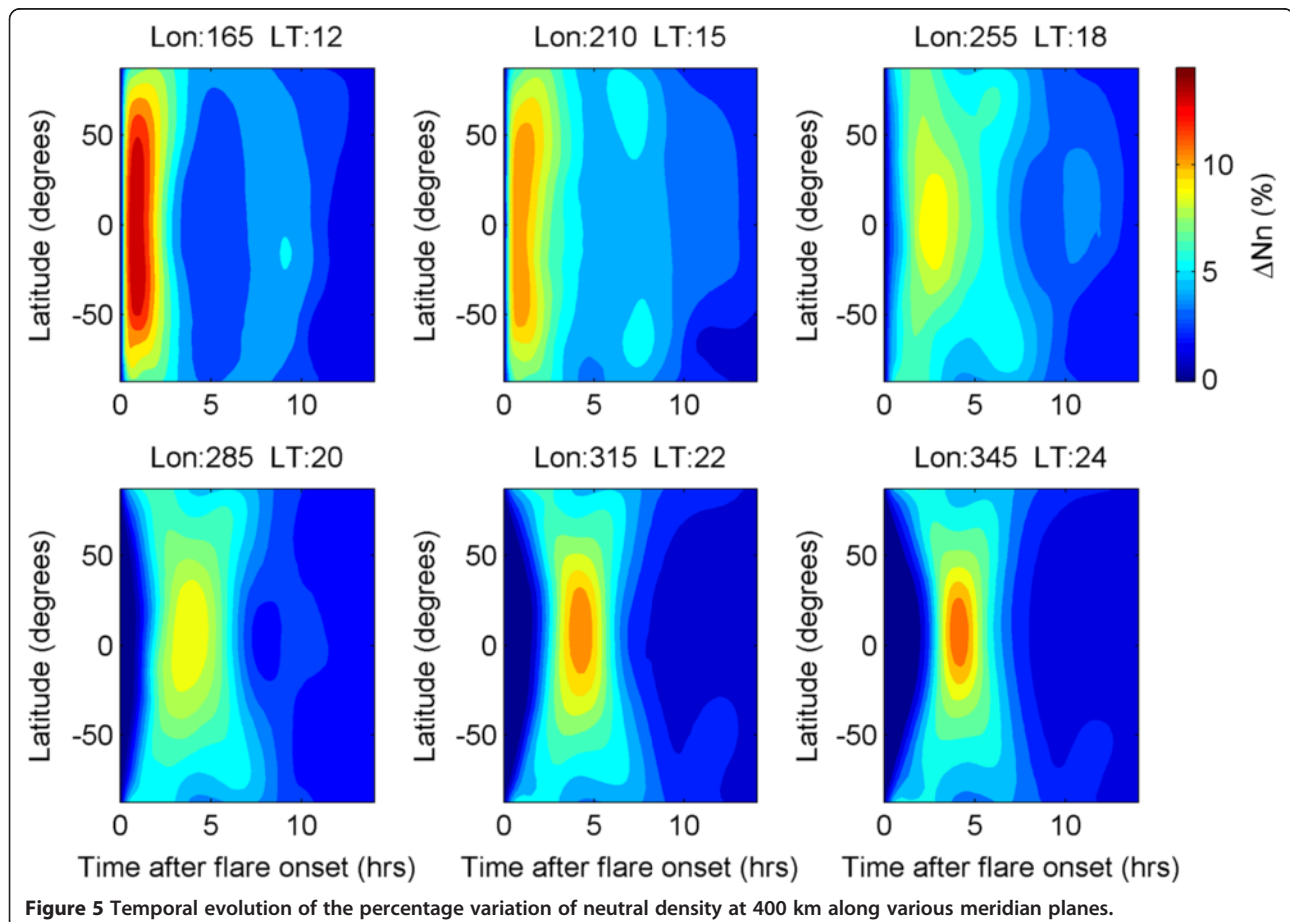 Lon:165 LT:12
Lon:210 LT:15
Lon:255 LT:18
Latitude (degrees)
50
0
-50
0
5
10
Latitude (degrees)
50
0
-50
0
5
10
Latitude (degrees)
50
0
-50
0
5
10
10
5
0
ΔNn (%)
Lon:285 LT:20
Lon:315 LT:22
Lon:345 LT:24
Latitude (degrees)
50
0
-50
0
5
10
Time after flare onset (hrs)
Latitude (degrees)
50
0
-50
0
5
10
Time after flare onset (hrs)
Latitude (degrees)
50
0
-50
0
5
10
Time after flare onset (hrs)
Figure 5 Temporal evolution of the percentage variation of neutral density at 400 km along various meridian planes.